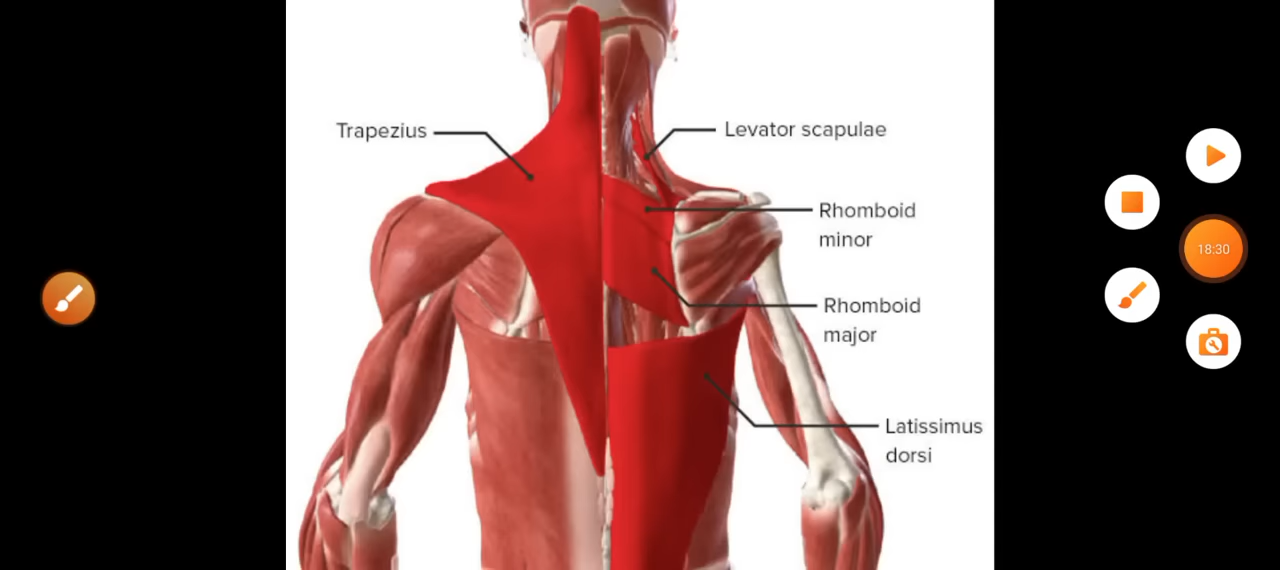 Trapezius
Levator scapulae
Rhomboid
minor
Rhomboid
major
Latissimus
dorsi
18:30